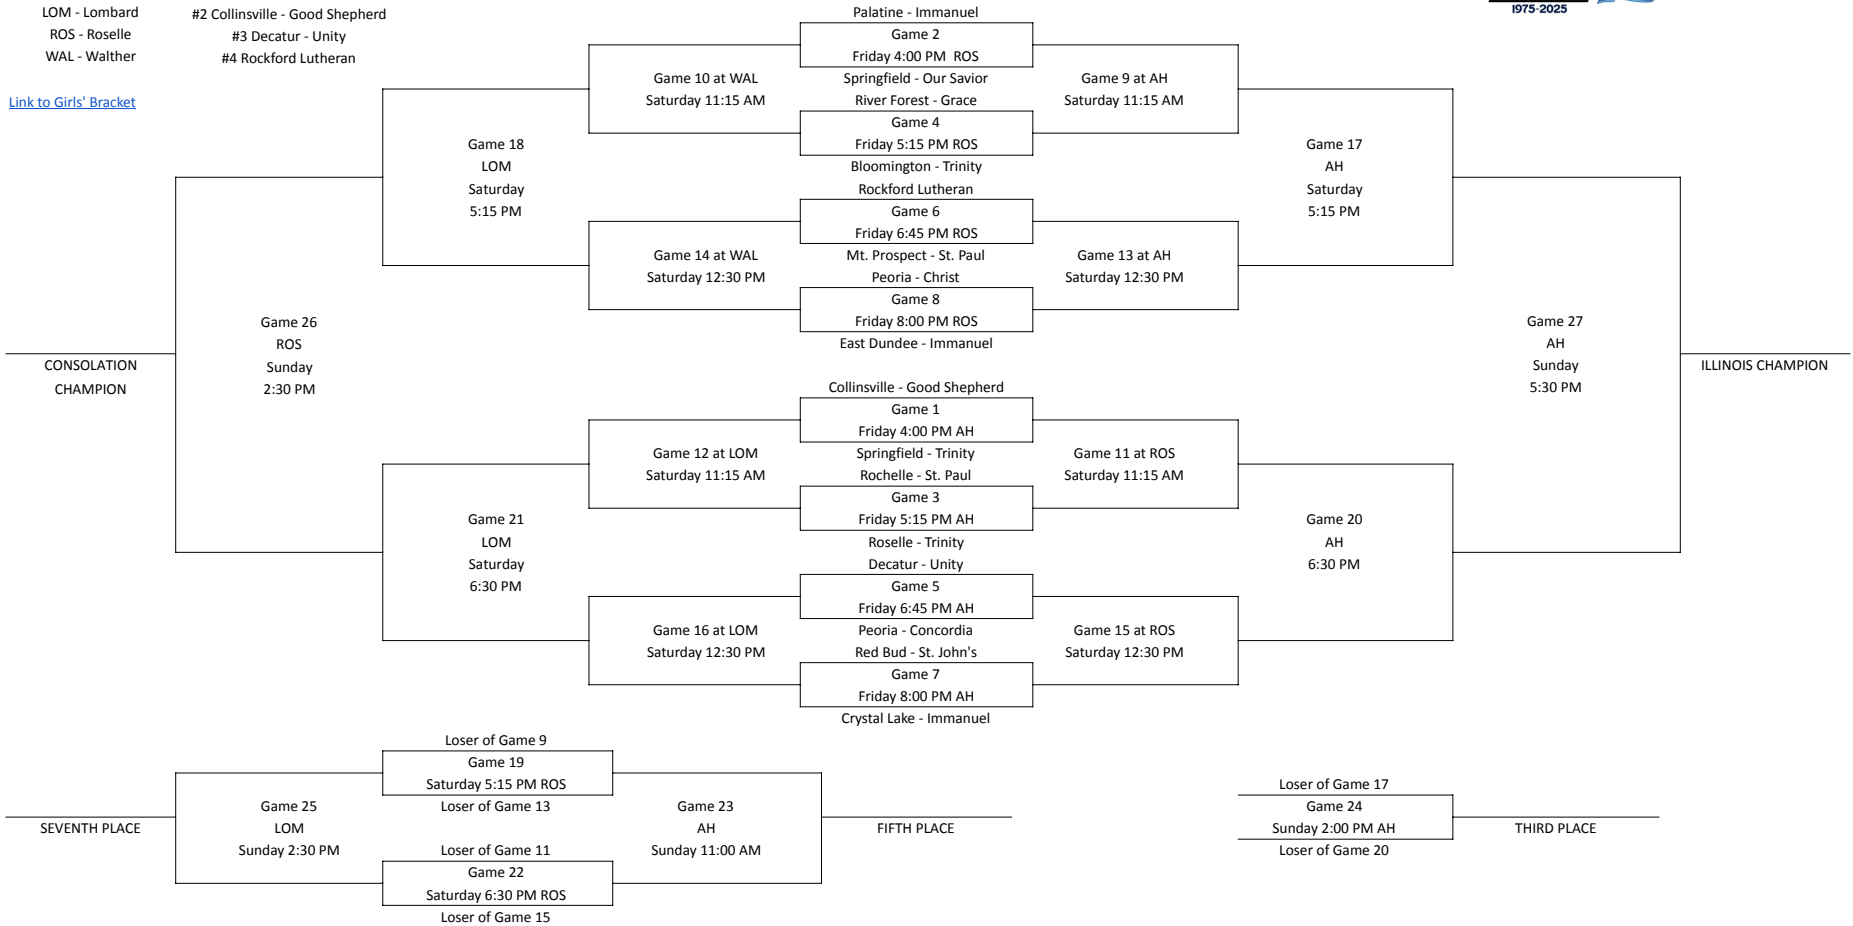 LOM - Lombard
ROS - Roselle
WAL - Walther
#2 Collinsville - Good Shepherd
#3 Decatur - Unity
#4 Rockford Lutheran
1975-2025
Link to Girls' Bracket
Palatine - Immanuel
Game 2
Friday 4:00 PM  ROS
Springfield - Our Savior
River Forest - Grace
Game 4
Friday 5:15 PM ROS
Bloomington - Trinity
Rockford Lutheran
Game 6
Friday 6:45 PM ROS
Mt. Prospect - St. Paul
Peoria - Christ
Game 8
Friday 8:00 PM ROS
East Dundee - Immanuel
Collinsville - Good Shepherd
Game 1
Friday 4:00 PM AH
Springfield - Trinity
Rochelle - St. Paul
Game 3
Friday 5:15 PM AH
Roselle - Trinity
Decatur - Unity
Game 5
Friday 6:45 PM AH
Peoria - Concordia
Red Bud - St. John's
Game 7
Friday 8:00 PM AH
Crystal Lake - Immanuel
Game 10 at WAL
Saturday 11:15 AM
Game 14 at WAL
Saturday 12:30 PM
Game 12 at LOM
Saturday 11:15 AM
Game 16 at LOM
Saturday 12:30 PM
Game 18
LOM
Saturday
5:15 PM
Game 21
LOM
Saturday
6:30 PM
Game 26
ROS
Sunday
2:30 PM
CONSOLATION
CHAMPION
Game 9 at AH
Saturday 11:15 AM
Game 13 at AH
Saturday 12:30 PM
Game 11 at ROS
Saturday 11:15 AM
Game 15 at ROS
Saturday 12:30 PM
Game 17
AH
Saturday
5:15 PM
Game 20
AH
6:30 PM
Game 27
AH
Sunday
5:30 PM
ILLINOIS CHAMPION
Loser of Game 9
Game 19
Saturday 5:15 PM ROS
Loser of Game 13
Loser of Game 11
Game 22
Saturday 6:30 PM ROS
Loser of Game 15
Game 25
LOM
Sunday 2:30 PM
SEVENTH PLACE
Game 23
AH
Sunday 11:00 AM
FIFTH PLACE
Loser of Game 17
Game 24
Sunday 2:00 PM AH
Loser of Game 20
THIRD PLACE